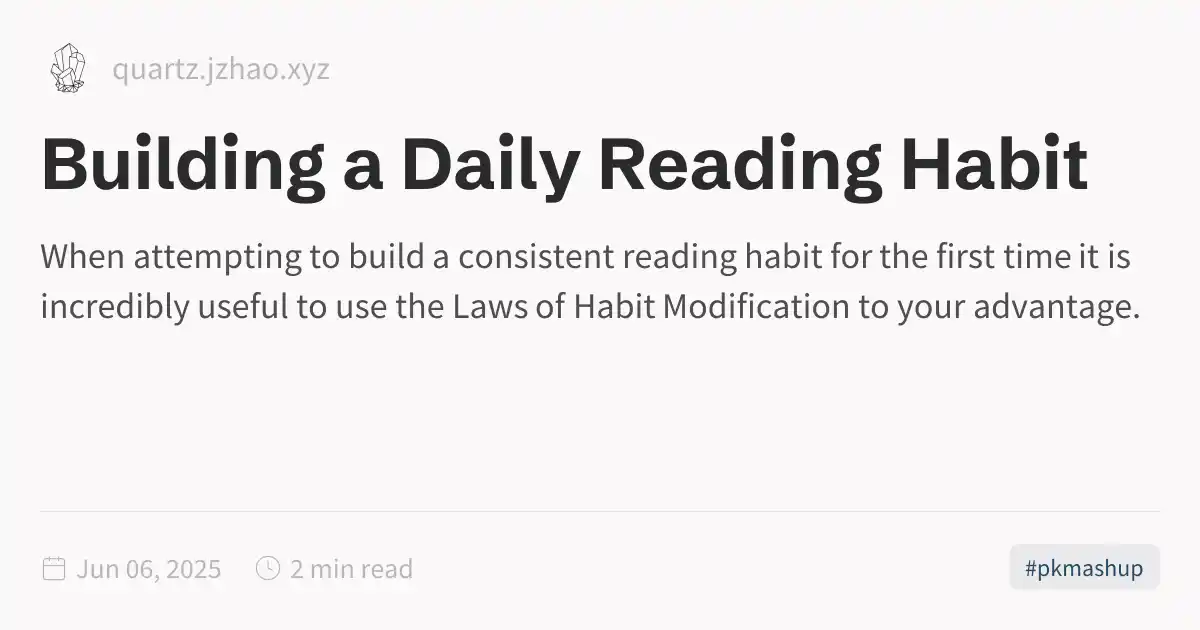 quartz.jzhao.xyz
Building a Daily Reading Habit
When attempting to build a consistent reading habit for the first time it is
incredibly useful to use the Laws of Habit Modification to your advantage.
Jun 06, 2025 2 min read #pkmashup